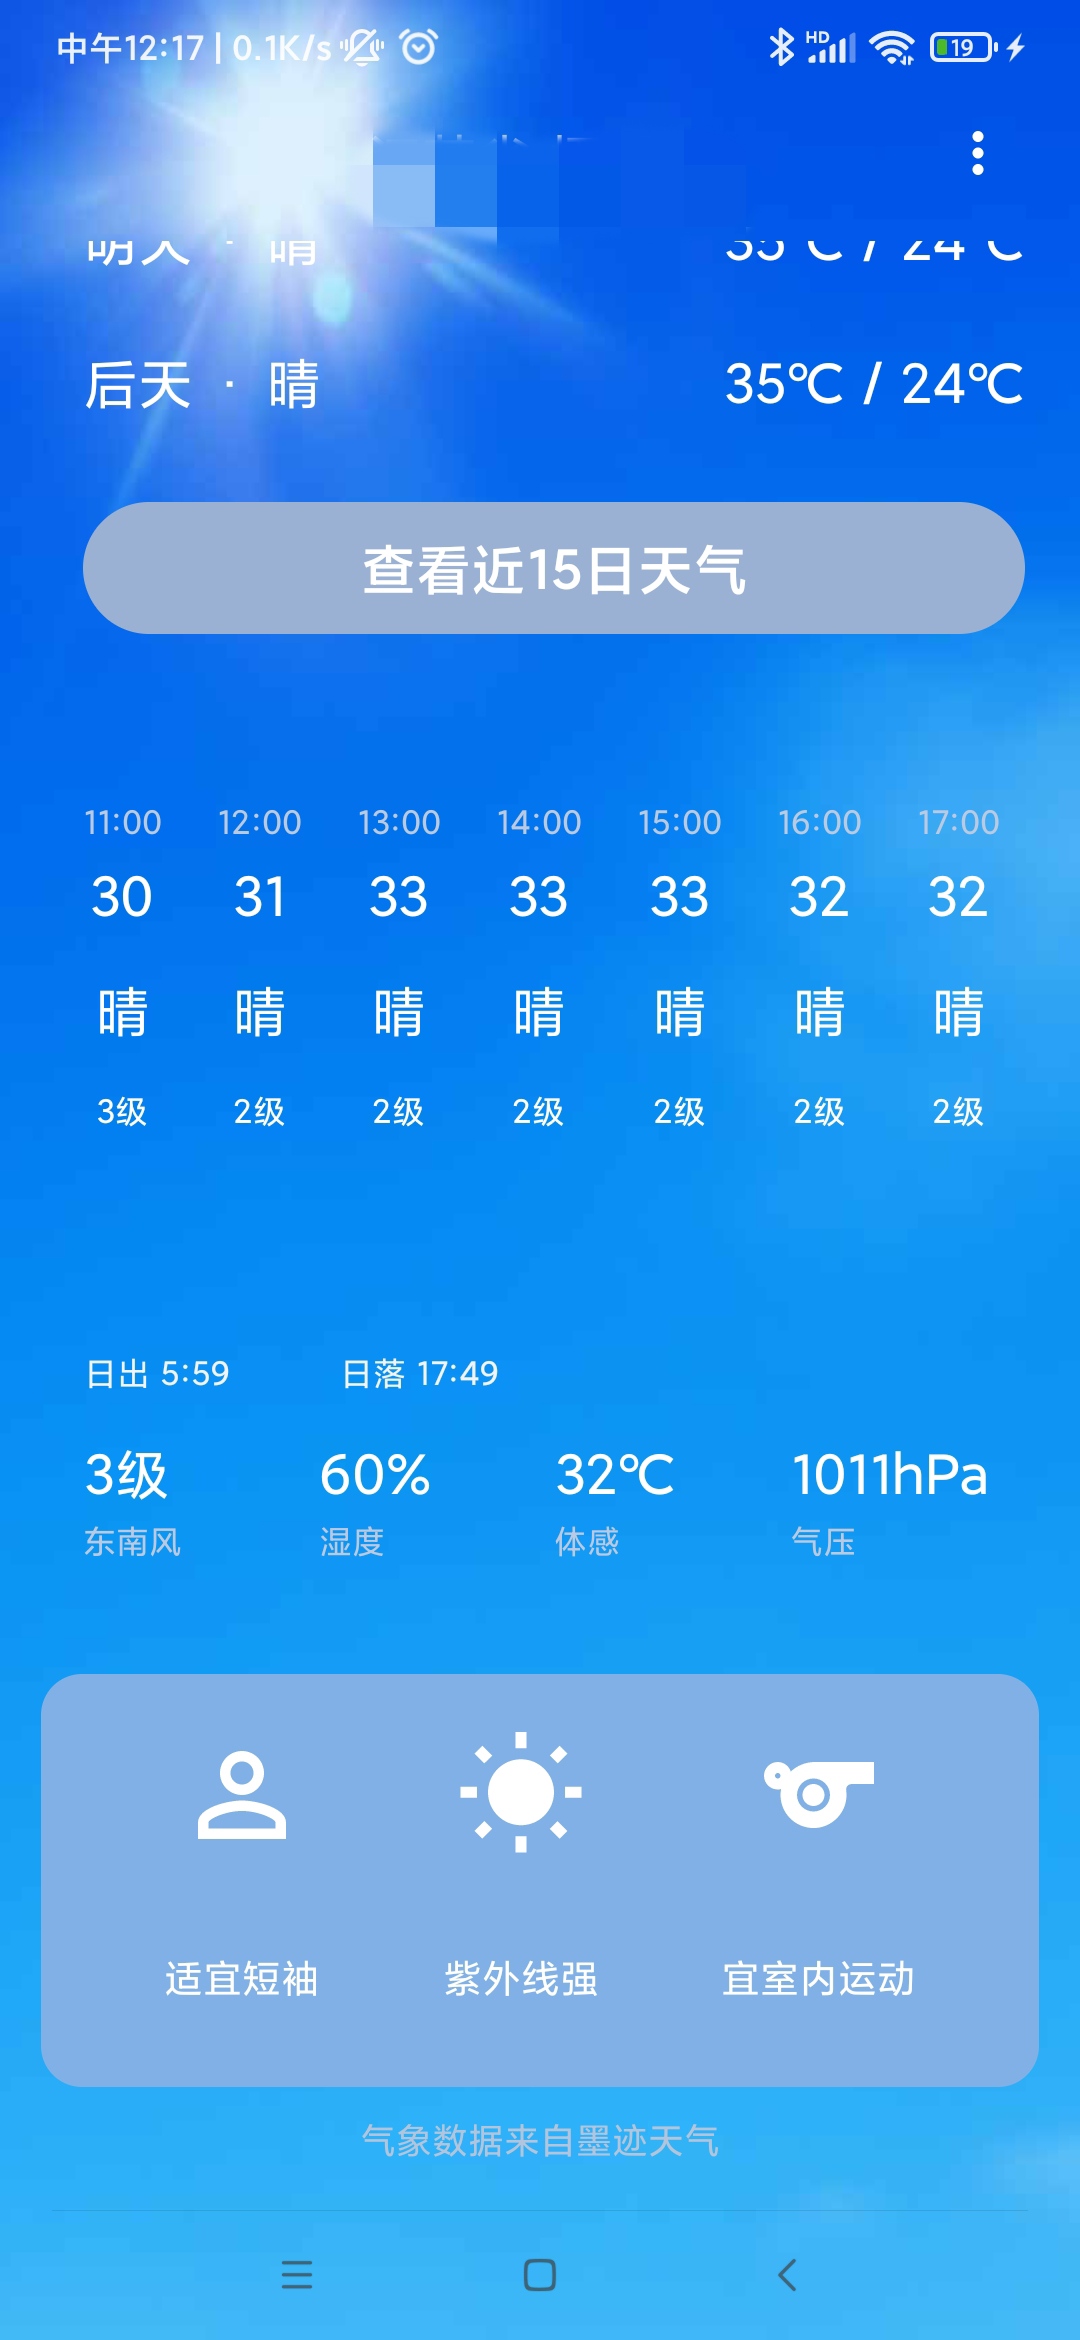 中午12:17 | 0.1K/s HD 19
明天 · 晴 35℃ / 24℃
后天 · 晴 35℃ / 24℃
查看近15日天气
11:00 12:00 13:00 14:00 15:00 16:00 17:00
30 31 33 33 33 32 32
晴 晴 晴 晴 晴 晴 晴
3级 2级 2级 2级 2级 2级 2级
日出 5:59 日落 17:49
3级 60% 32℃ 1011hPa
东南风 湿度 体感 气压
适宜短袖 紫外线强 宜室内运动
气象数据来自墨迹天气